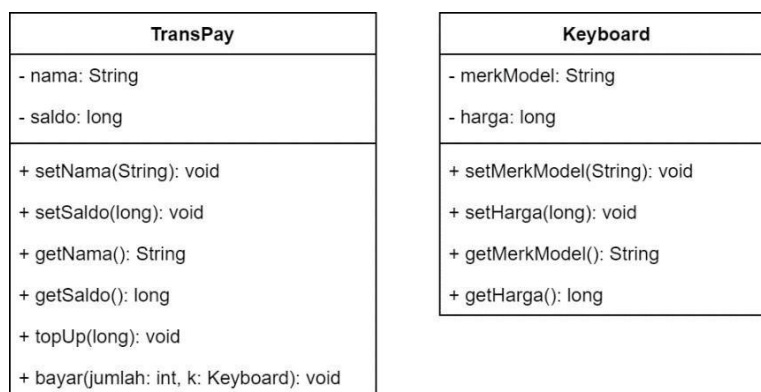 TransPay
- nama: String
- saldo: long
+ setNama(String): void
+ setSaldo(long): void
+ getNama(): String
+ getSaldo(): long
+ topUp(long): void
+ bayar(jumlah: int, k: Keyboard): void
Keyboard
- merkModel: String
- harga: long
+ setMerkModel(String): void
+ setHarga(long): void
+ getMerkModel(): String
+ getHarga(): long